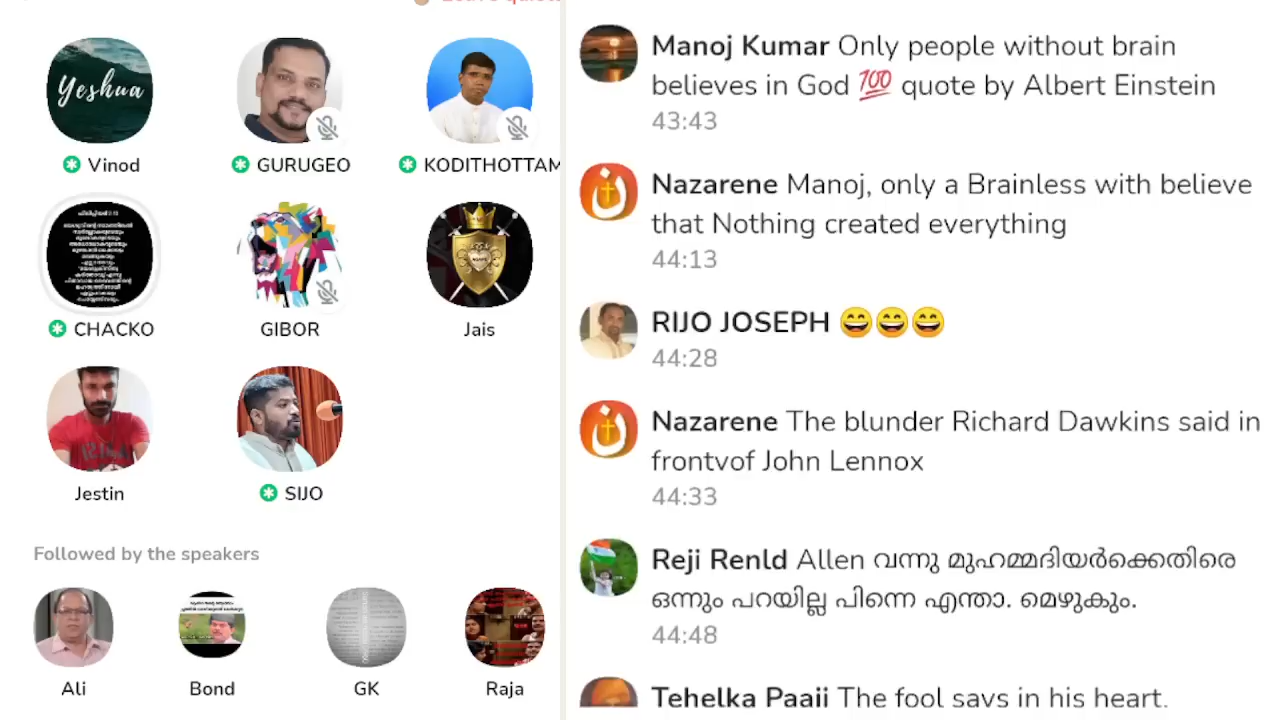 Yeshua
Vinod
GURUGEO
KODITHOTTAM
CHACKO
GIBOR
Jais
Jestin
SIJO
Followed by the speakers
Ali
Bond
GK
Raja
Manoj Kumar Only people without brain
believes in God 💯 quote by Albert Einstein
43:43
Nazarene Manoj, only a Brainless with believe
that Nothing created everything
44:13
RIJO JOSEPH 😄😄😄
44:28
Nazarene The blunder Richard Dawkins said in
frontvof John Lennox
44:33
Reji Renld Allen വന്നു മുഹമ്മദിയർക്കെതിരെ
ഒന്നും പറയില്ല പിന്നെ എന്താ. മെഴുകും.
44:48
Tehelka Paaii The fool says in his heart.